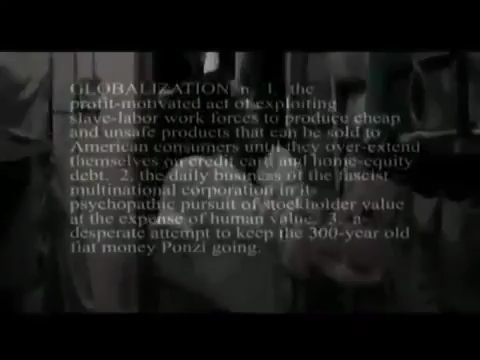 GLOBALIZATION n. 1. the
profit-motivated act of exploiting
slave-labor work forces to produce cheap
and unsafe products that can be sold to
American consumers until they over-extend
themselves on credit card and home-equity
debt. 2. the daily business of the fascist
multinational corporation in it
psychopathic pursuit of stockholder value
at the expense of human value. 3. a
desperate attempt to keep the 300-year old
fiat money Ponzi going.